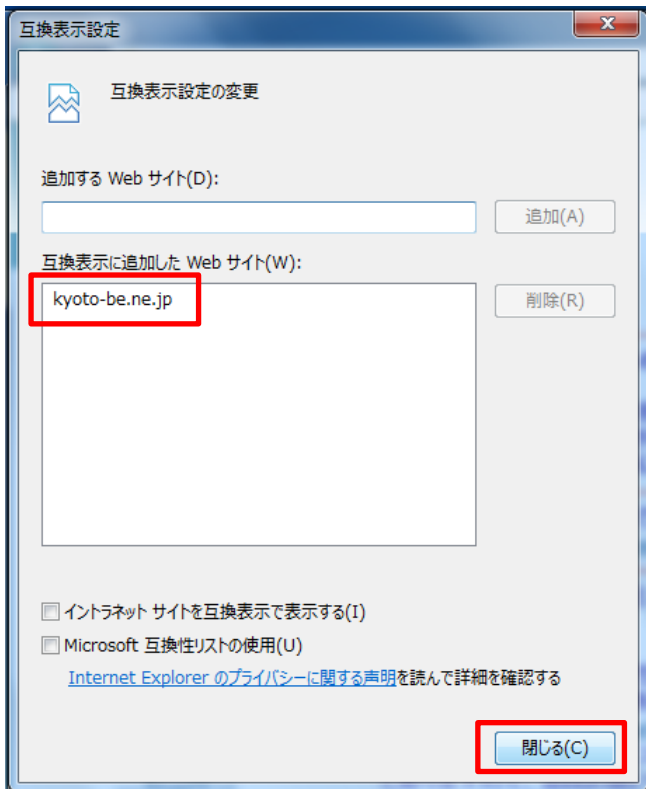 互換表示設定
互換表示設定の変更
追加する Web サイト(D):
追加(A)
互換表示に追加した Web サイト(W):
kyoto-be.ne.jp
削除(R)
イントラネット サイトを互換表示で表示する(I)
Microsoft 互換性リストの使用(U)
Internet Explorer のプライバシーに関する声明を読んで詳細を確認する
閉じる(C)